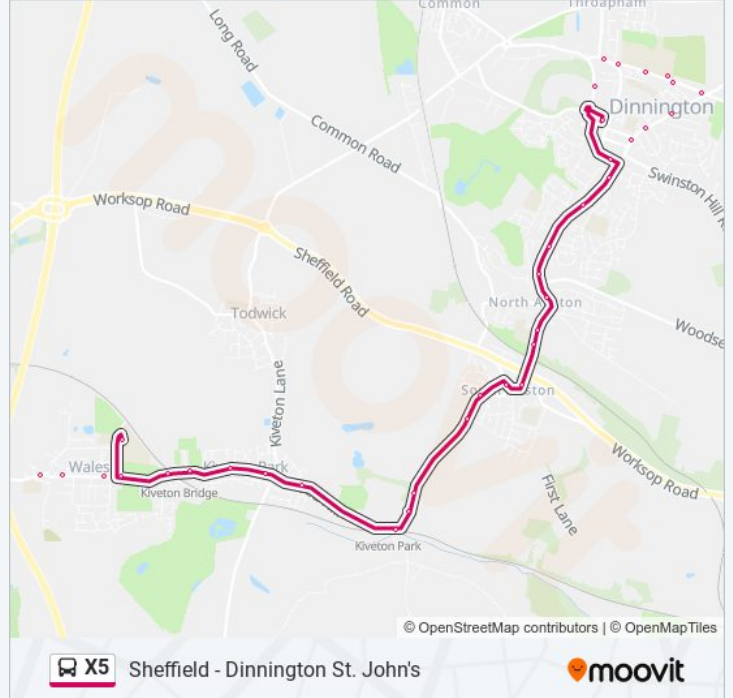 Common
Throapham
Long Road
Dinnington
Common Road
Swinston Hill R
Worksop Road
Sheffield Road
North Anston
Todwick
Woodse
Kiveton Lane
South Anston
Wales
Kiveton Park
Kiveton Bridge
Worksop Road
First Lane
Kiveton Park
moovit
© OpenStreetMap contributors | © OpenMapTiles
X5
Sheffield - Dinnington St. John's
moovit